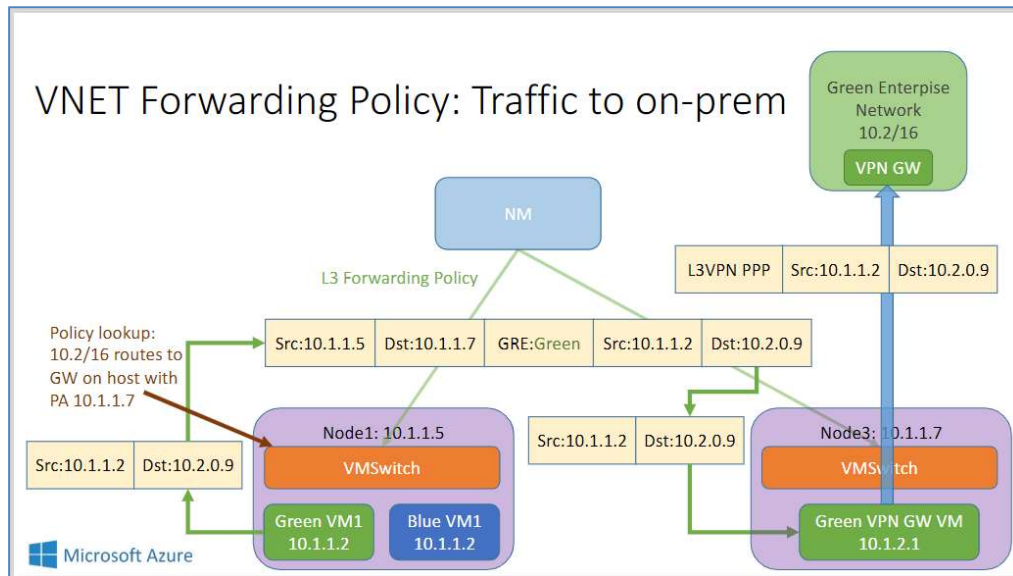 VNET Forwarding Policy: Traffic to on-prem
Green Enterpise
Network
10.2/16
VPN GW
NM
L3 Forwarding Policy
L3VPN PPP Src:10.1.1.2 Dst:10.2.0.9
Policy lookup:
10.2/16 routes to
GW on host with
PA 10.1.1.7
Src:10.1.1.5 Dst:10.1.1.7 GRE:Green Src:10.1.1.2 Dst:10.2.0.9
Src:10.1.1.2 Dst:10.2.0.9
Node1: 10.1.1.5
VMSwitch
Green VM1
10.1.1.2
Blue VM1
10.1.1.2
Src:10.1.1.2 Dst:10.2.0.9
Node3: 10.1.1.7
VMSwitch
Green VPN GW VM
10.1.2.1
Microsoft Azure